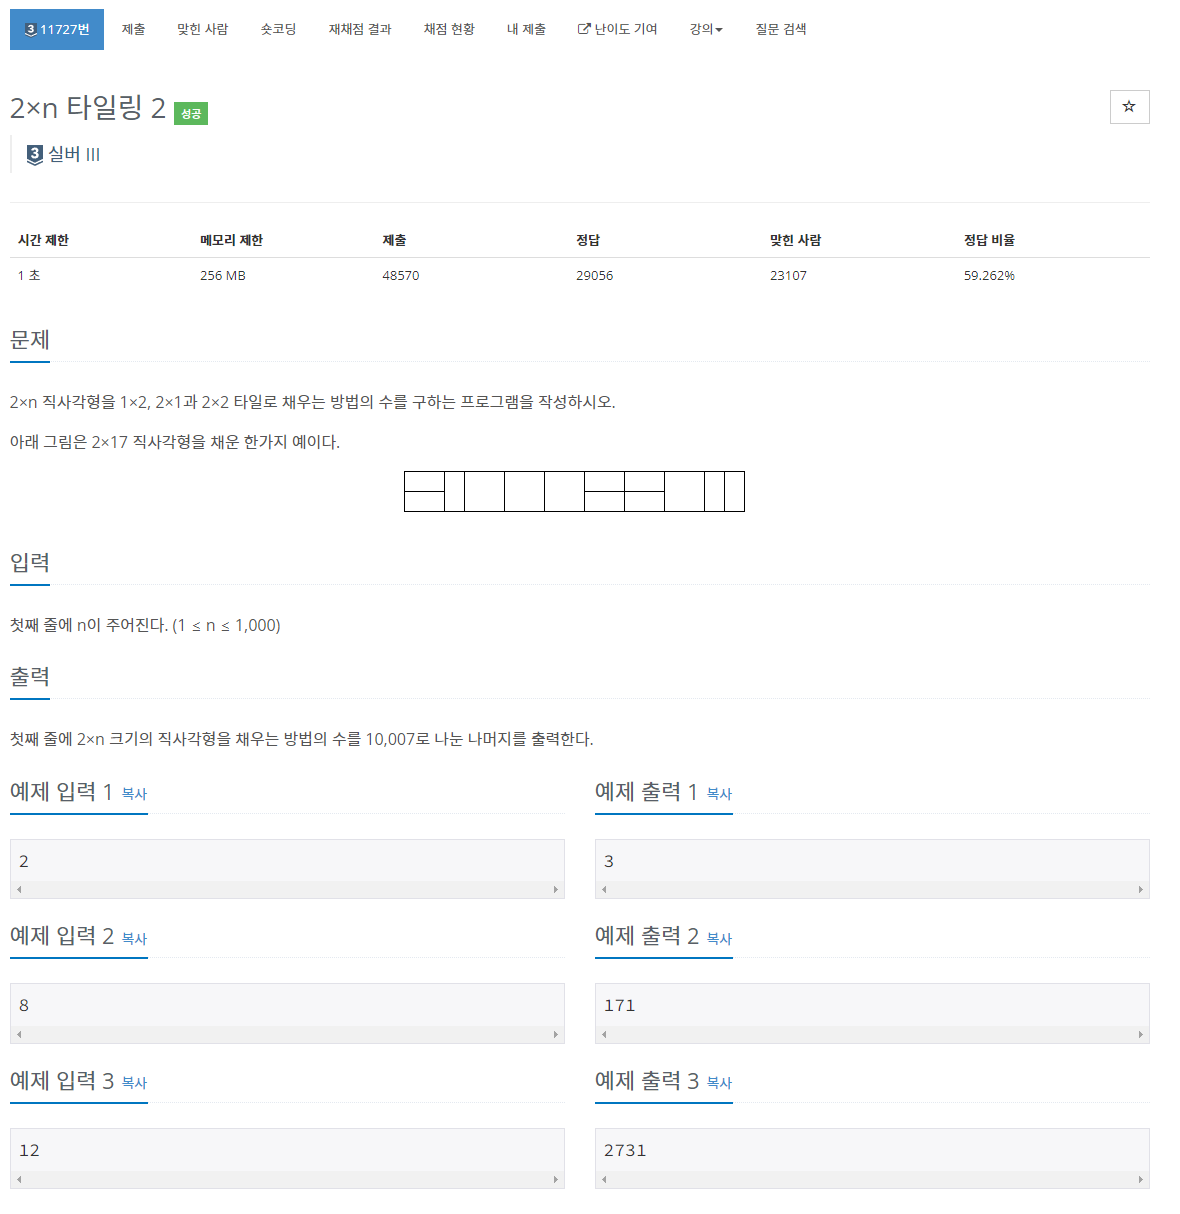 3 11727번 제출 맞힌 사람 숏코딩 재채점 결과 채점 현황 내 제출 난이도 기여 강의 질문 검색
2×n 타일링 2 성공
3 실버 III
시간 제한 메모리 제한 제출 정답 맞힌 사람 정답 비율
1 초 256 MB 48570 29056 23107 59.262%
문제
2×n 직사각형을 1×2, 2×1과 2×2 타일로 채우는 방법의 수를 구하는 프로그램을 작성하시오.
아래 그림은 2×17 직사각형을 채운 한가지 예이다.
입력
첫째 줄에 n이 주어진다. (1 ≤ n ≤ 1,000)
출력
첫째 줄에 2×n 크기의 직사각형을 채우는 방법의 수를 10,007로 나눈 나머지를 출력한다.
예제 입력 1 복사 예제 출력 1 복사
2 3
예제 입력 2 복사 예제 출력 2 복사
8 171
예제 입력 3 복사 예제 출력 3 복사
12 2731